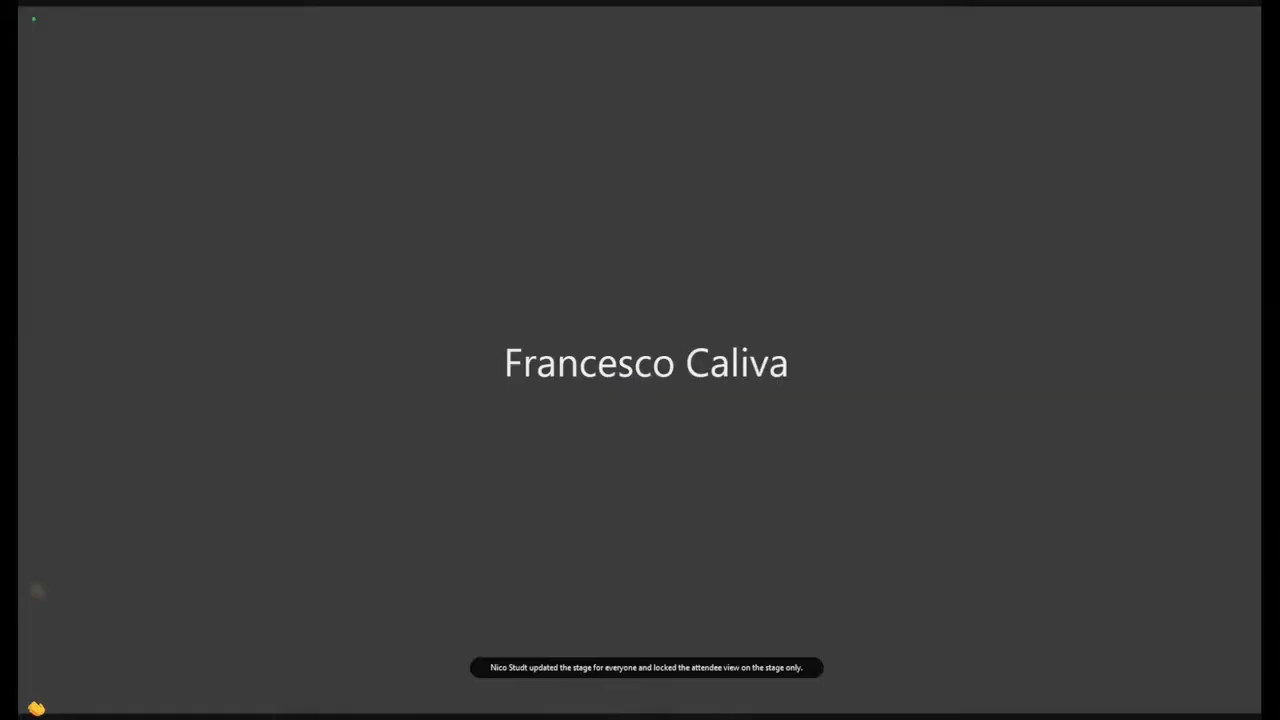 Francesco Caliva
Nico Studt updated the stage for everyone and locked the attendee view on the stage only.